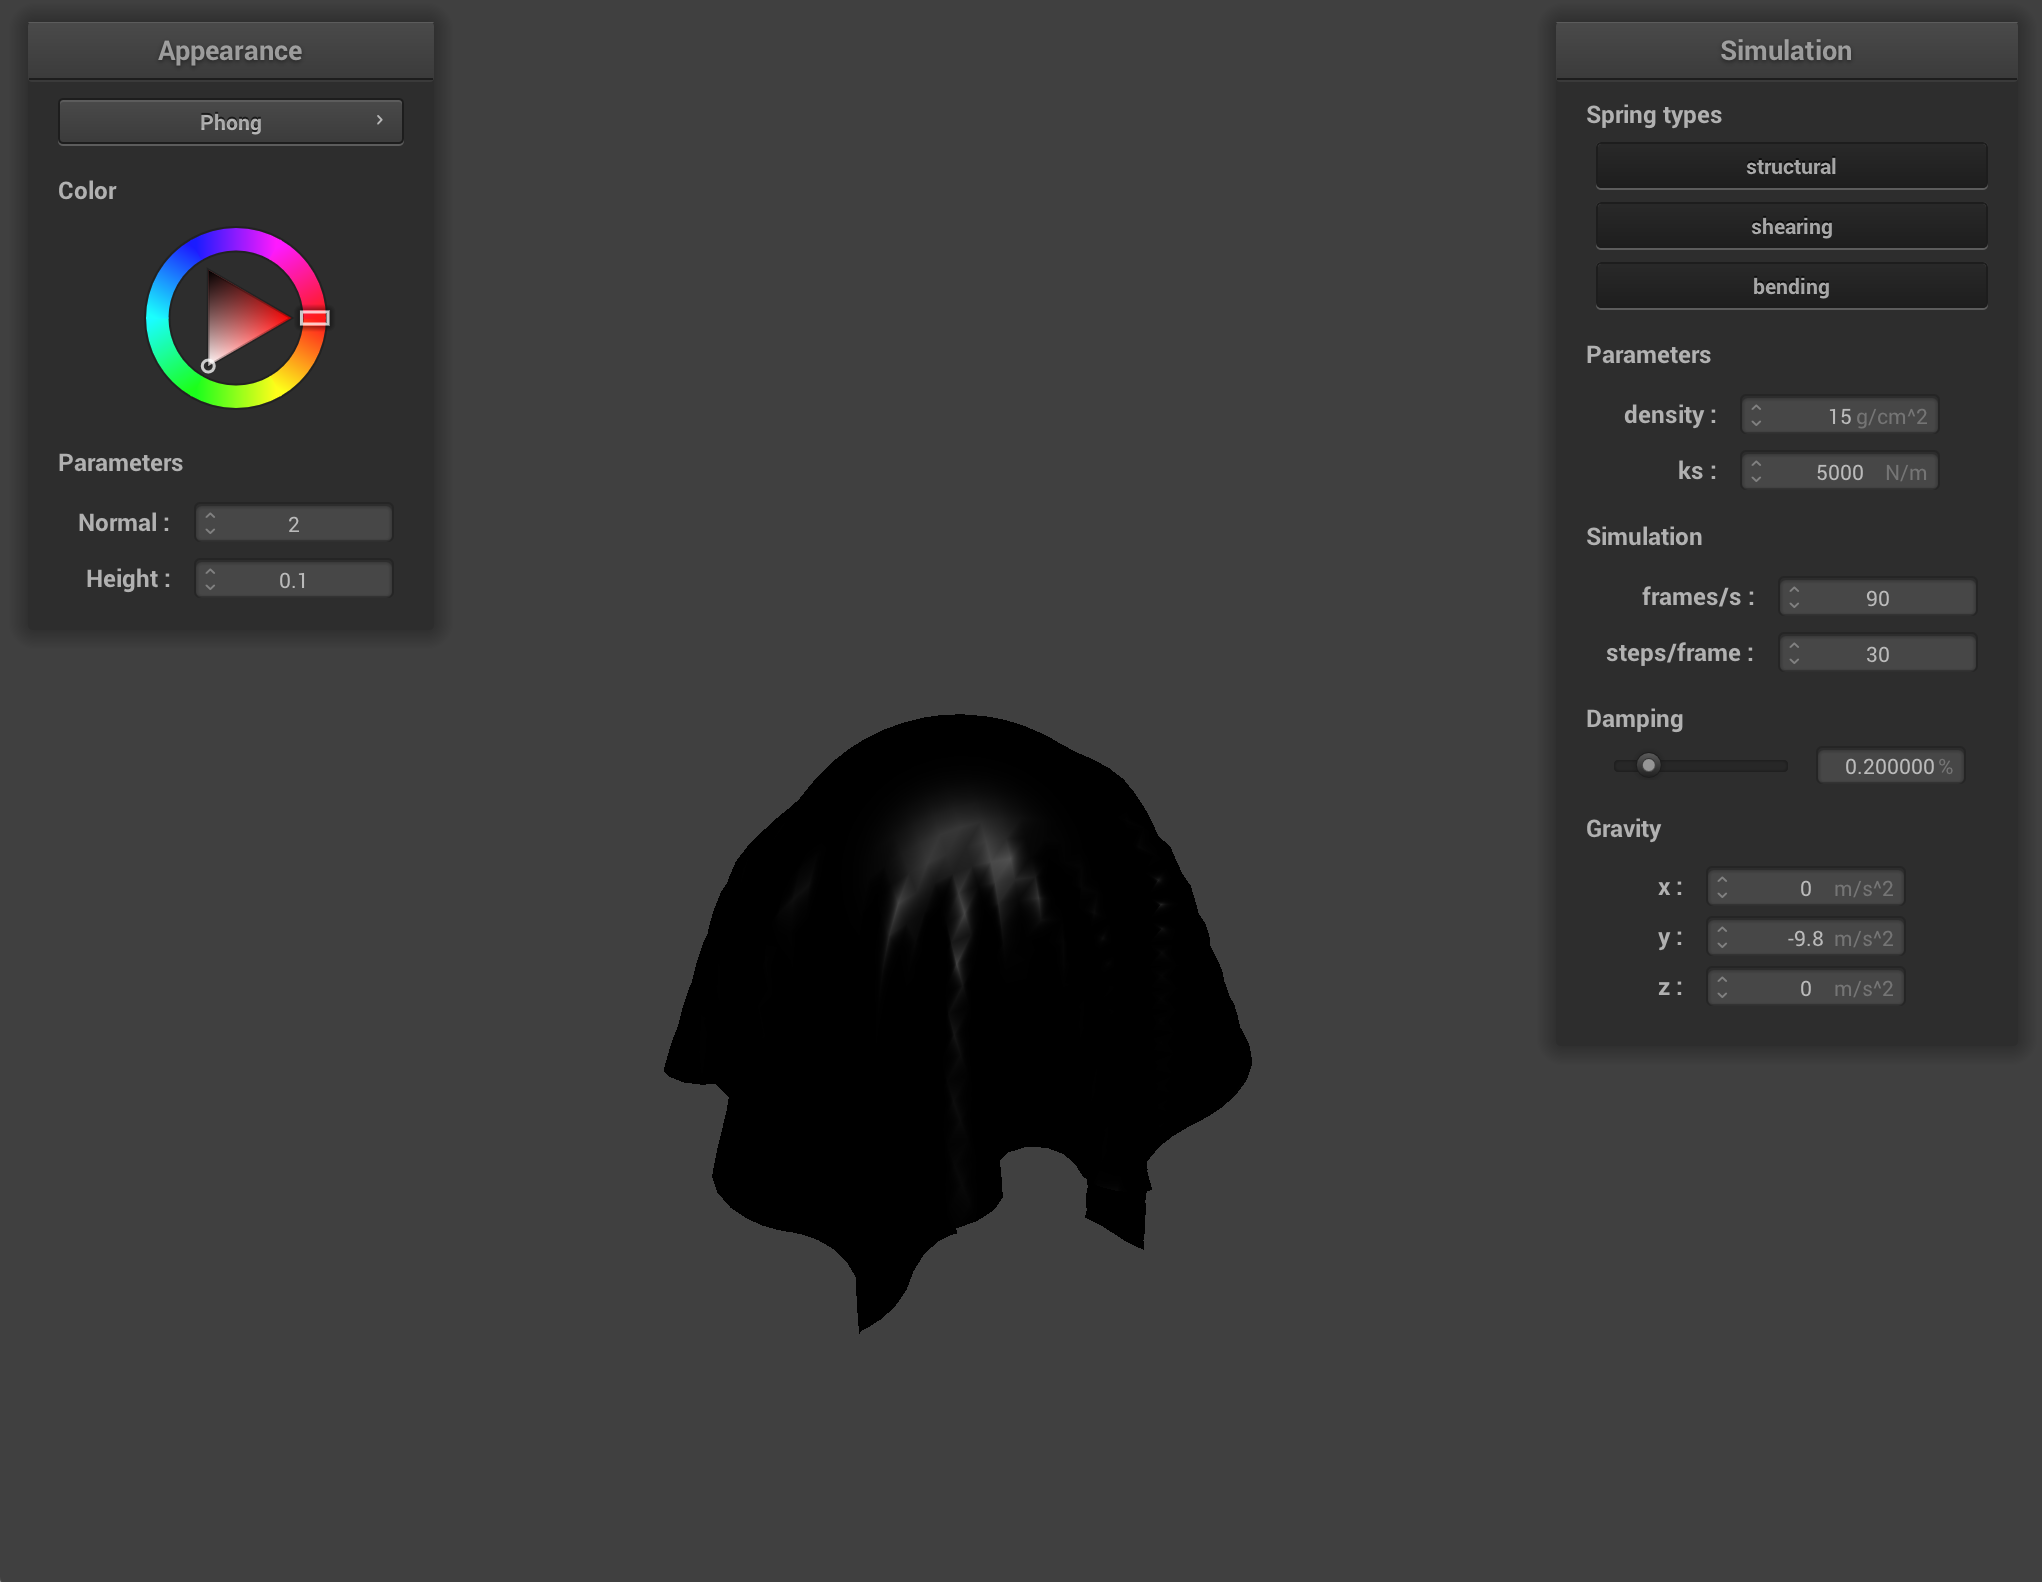 Appearance
Phong
Color
Parameters
Normal : 2
Height : 0.1
Simulation
Spring types
structural
shearing
bending
Parameters
density : 15 g/cm^2
ks : 5000 N/m
Simulation
frames/s : 90
steps/frame : 30
Damping
0.200000 %
Gravity
x : 0 m/s^2
y : -9.8 m/s^2
z : 0 m/s^2